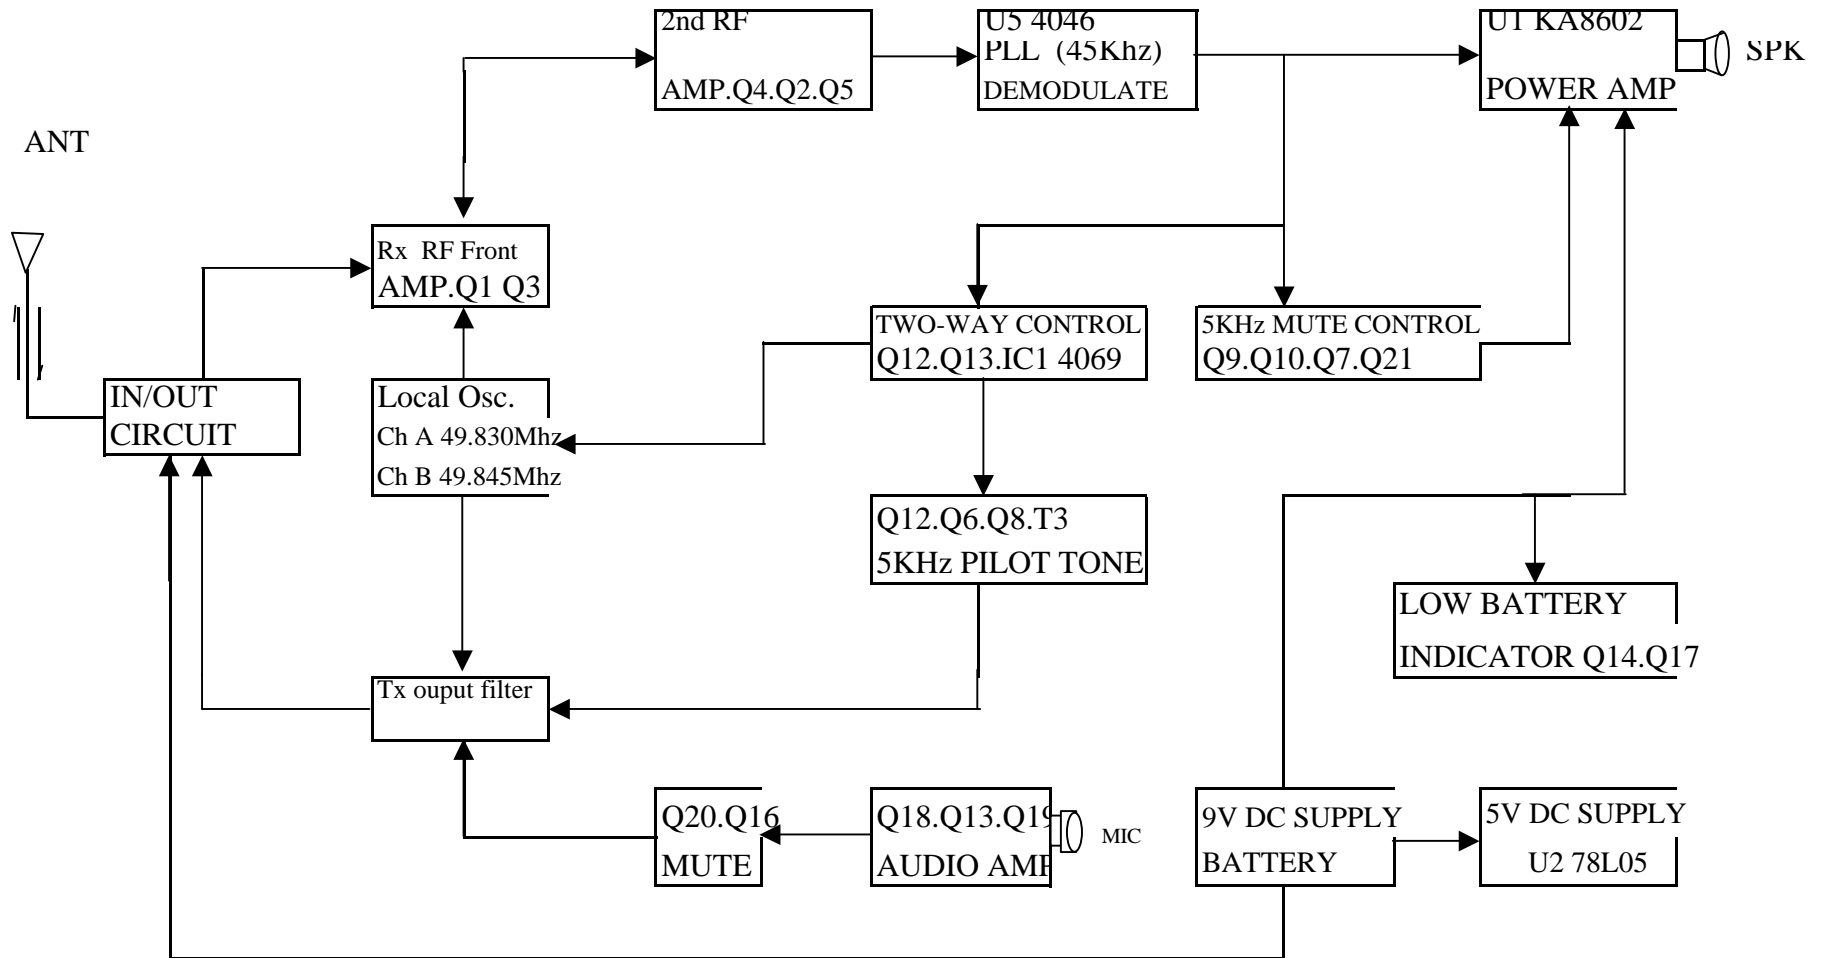 2nd RF
AMP.Q4.Q2.Q5
U5 4046
PLL (45Khz)
DEMODULATE
U1 KA8602
POWER AMP
SPK
ANT
Rx RF Front
AMP.Q1 Q3
TWO-WAY CONTROL
Q12.Q13.IC1 4069
5KHz MUTE CONTROL
Q9.Q10.Q7.Q21
IN/OUT
CIRCUIT
Local Osc.
Ch A 49.830Mhz
Ch B 49.845Mhz
Q12.Q6.Q8.T3
5KHz PILOT TONE
LOW BATTERY
INDICATOR Q14.Q17
Tx ouput filter
Q20.Q16
MUTE
Q18.Q13.Q19
AUDIO AMP
MIC
9V DC SUPPLY
BATTERY
5V DC SUPPLY
U2 78L05